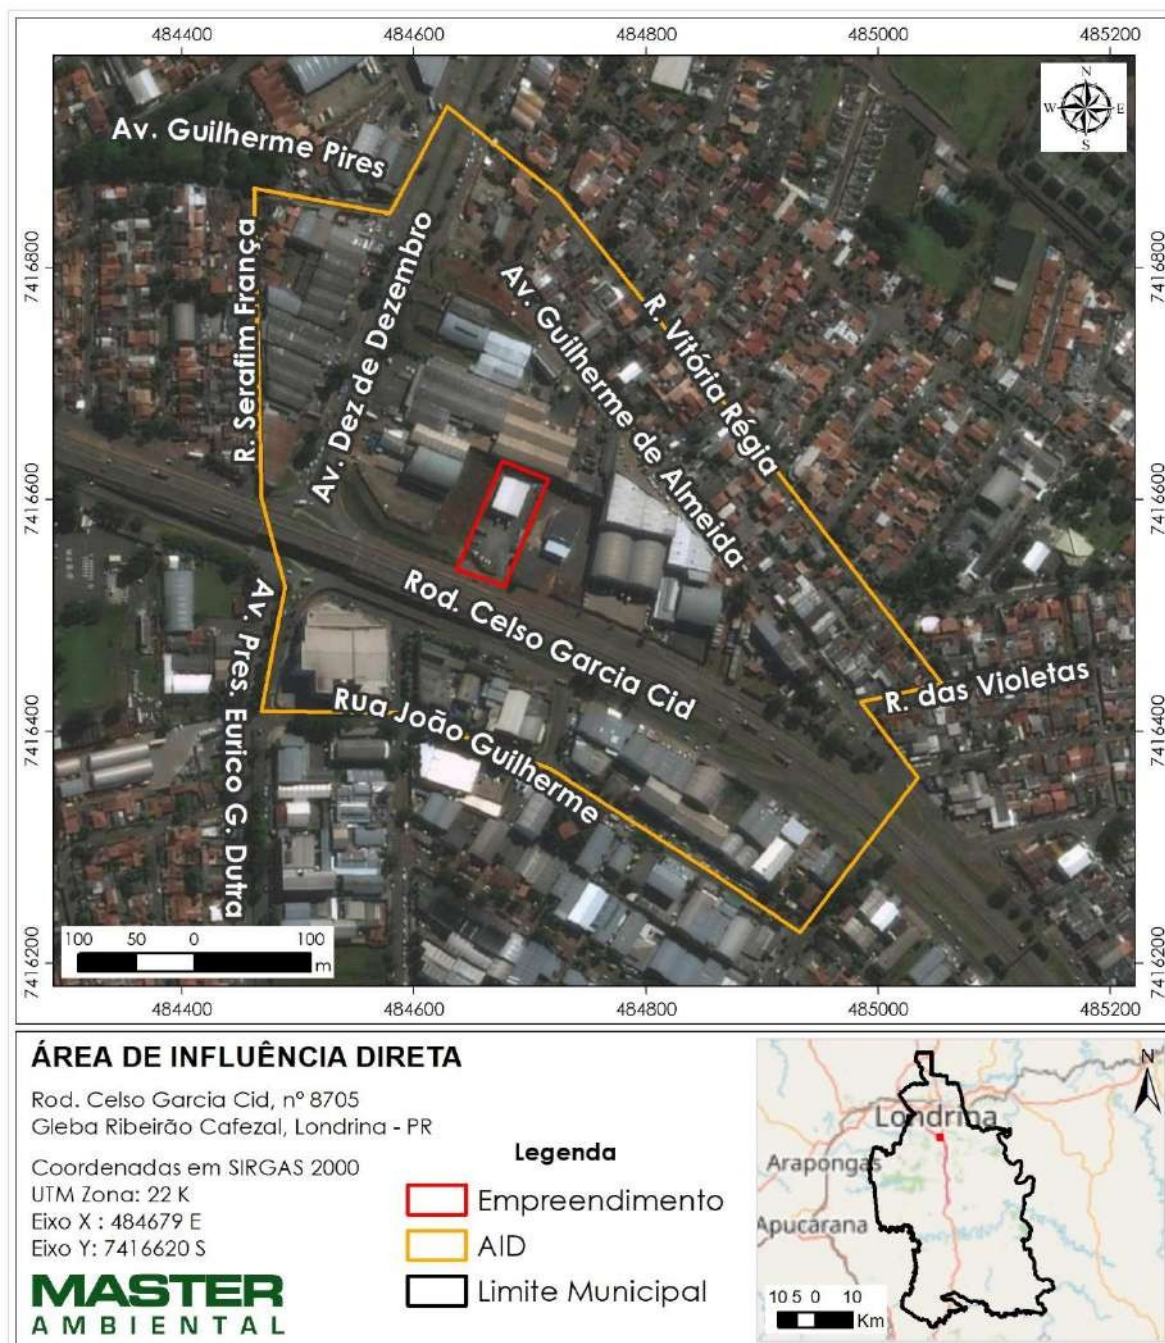 484400 484600 484800 485000 485200
N
W E
S
Av. Guilherme Pires
7416800 7416800
R. Serafim França
Av. Dez de Dezembro
Av. Guilherme de Almeida
R. Vitória Régia
7416600 7416600
Rod. Celso Garcia Cid
Av. Pres. Eurico G. Dutra
Rua João Guilherme
R. das Violetas
7416400 7416400
100 50 0 100
m
7416200 7416200
484400 484600 484800 485000 485200
ÁREA DE INFLUÊNCIA DIRETA
Rod. Celso Garcia Cid, nº 8705
Gleba Ribeirão Cafezal, Londrina - PR
Coordenadas em SIRGAS 2000
UTM Zona: 22 K
Eixo X : 484679 E
Eixo Y: 7416620 S
MASTER
AMBIENTAL
Legenda
Empreendimento
AID
Limite Municipal
N
Londrina
Arapongas
Apucarana
10 5 0 10
Km